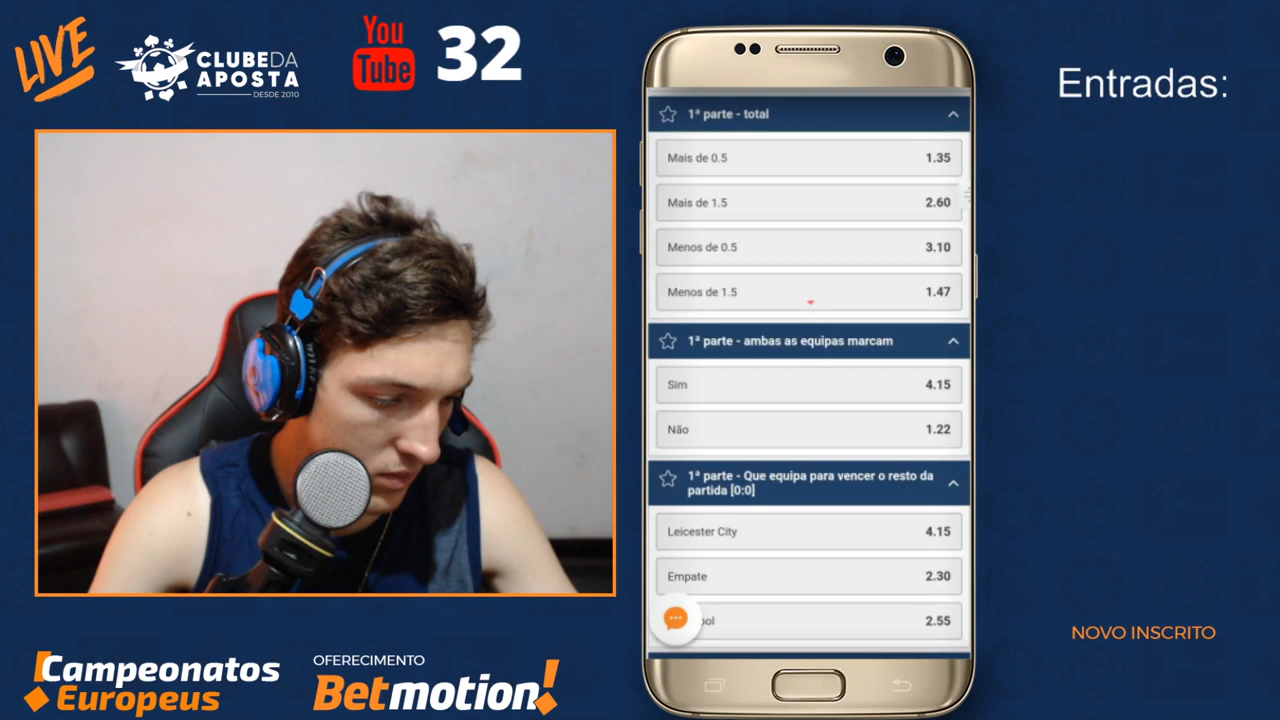 LIVE
CLUBEDA
APOSTA
DESDE 2010
You
Tube
32
Entradas:
1ª parte - total
Mais de 0.5 1.35
Mais de 1.5 2.60
Menos de 0.5 3.10
Menos de 1.5 1.47
1ª parte - ambas as equipas marcam
Sim 4.15
Não 1.22
1ª parte - Que equipa para vencer o resto da
partida [0:0]
Leicester City 4.15
Empate 2.30
2.55
NOVO INSCRITO
!Campeonatos
Europeus
OFERECIMENTO
Betmotion!